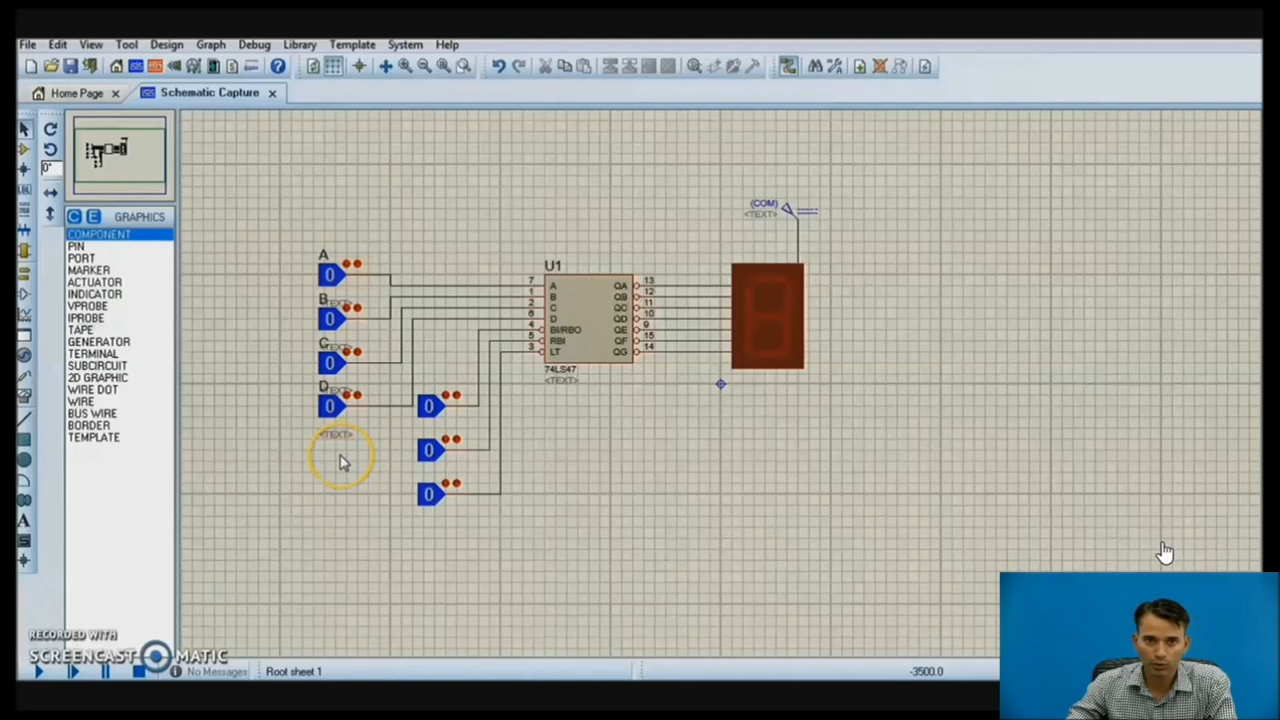 File Edit View Tool Design Graph Debug Library Template System Help
Home Page
Schematic Capture
0°
C E GRAPHICS
COMPONENT
PIN
PORT
MARKER
ACTUATOR
INDICATOR
VPROBE
IPROBE
TAPE
GENERATOR
TERMINAL
SUBCIRCUIT
2D GRAPHIC
WIRE DOT
WIRE
BUS WIRE
BORDER
TEMPLATE
(COM)
<TEXT>
A
0
B
0
C
0
D
0
<TEXT>
0
0
0
U1
7 A QA 13
1 B QB 12
2 C QC 11
6 D QD 10
4 BI/RBO QE 9
5 RBI QF 15
3 LT QG 14
74LS47
<TEXT>
RECORDED WITH
SCREENCAST MATIC
No Messages
Root sheet 1
-3500.0